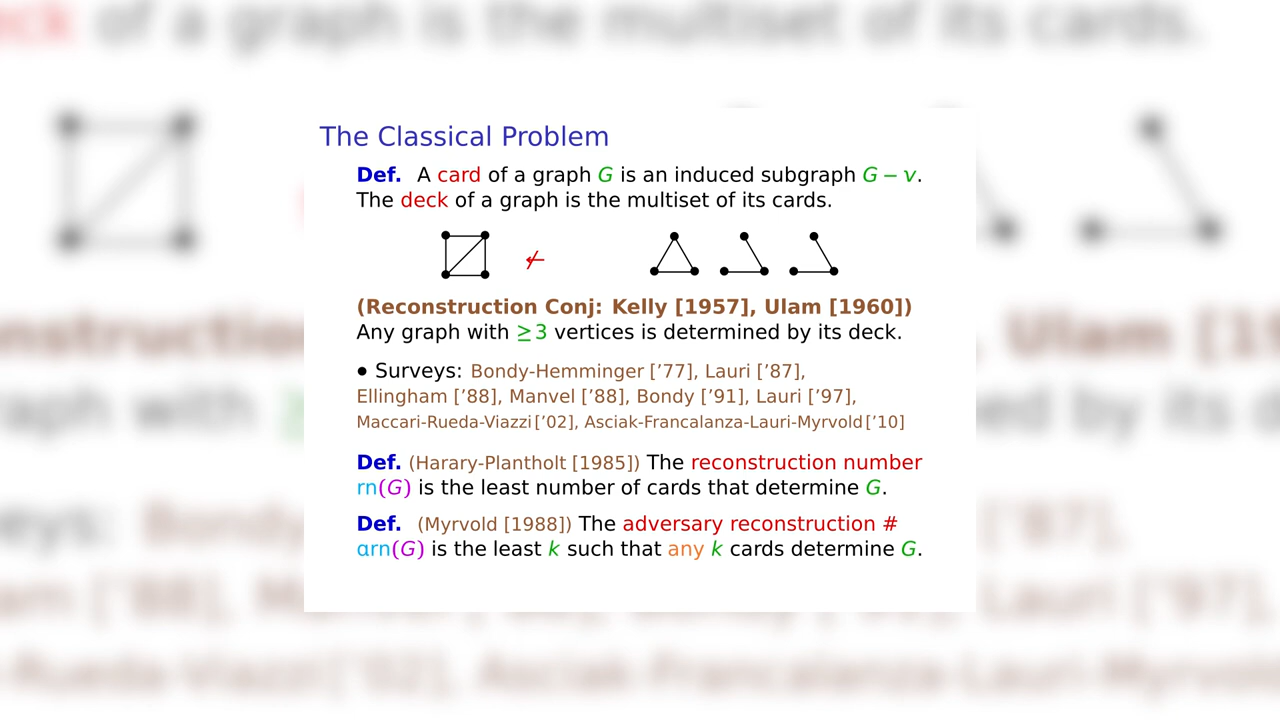 The Classical Problem
Def. A card of a graph G is an induced subgraph G − v.
The deck of a graph is the multiset of its cards.
(Reconstruction Conj: Kelly [1957], Ulam [1960])
Any graph with ≥ 3 vertices is determined by its deck.
• Surveys: Bondy-Hemminger [’77], Lauri [’87],
Ellingham [’88], Manvel [’88], Bondy [’91], Lauri [’97],
Maccari-Rueda-Viazzi [’02], Asciak-Francalanza-Lauri-Myrvold [’10]
Def. (Harary-Plantholt [1985]) The reconstruction number
rn(G) is the least number of cards that determine G.
Def. (Myrvold [1988]) The adversary reconstruction #
arn(G) is the least k such that any k cards determine G.